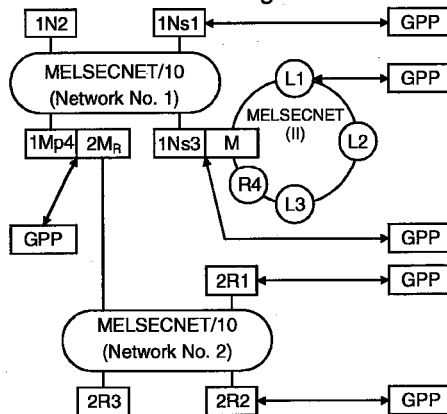 1N2
1Ns1
GPP
MELSECNET/10
(Network No. 1)
L1
GPP
MELSECNET
(II)
L2
1Mp4
2MR
1Ns3
M
R4
L3
GPP
GPP
2R1
GPP
MELSECNET/10
(Network No. 2)
2R3
2R2
GPP